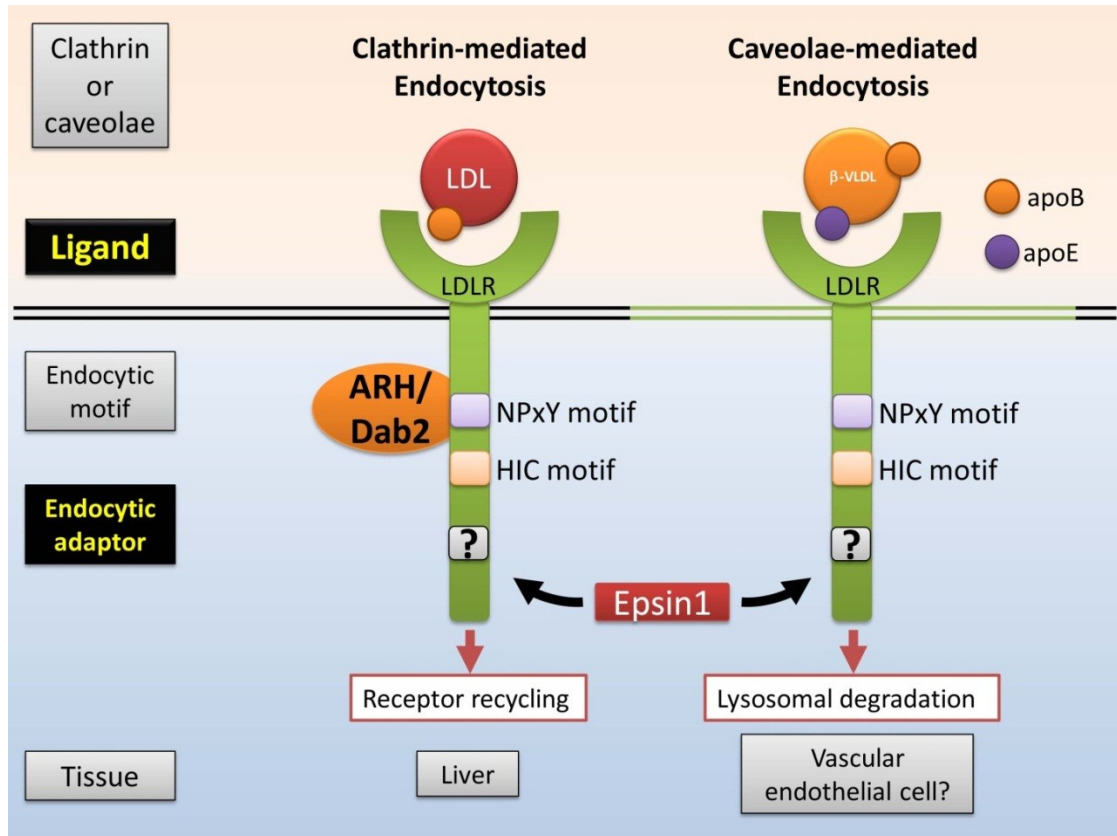 Clathrin
or
caveolae
Clathrin-mediated
Endocytosis
Caveolae-mediated
Endocytosis
LDL
β-VLDL
apoB
apoE
Ligand
LDLR
LDLR
Endocytic
motif
ARH/
Dab2
NPxY motif
NPxY motif
HIC motif
HIC motif
Endocytic
adaptor
?
?
Epsin1
Receptor recycling
Lysosomal degradation
Tissue
Liver
Vascular
endothelial cell?